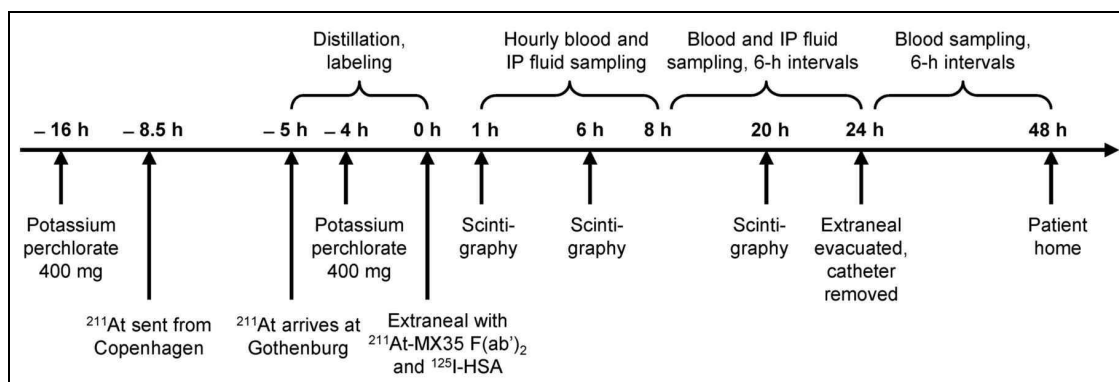 Distillation,
labeling
Hourly blood and
IP fluid sampling
Blood and IP fluid
sampling, 6-h intervals
Blood sampling,
6-h intervals
– 16 h
– 8.5 h
– 5 h
– 4 h
0 h
1 h
6 h
8 h
20 h
24 h
48 h
Potassium
perchlorate
400 mg
Potassium
perchlorate
400 mg
Scinti-
graphy
Scinti-
graphy
Scinti-
graphy
Extraneal
evacuated,
catheter
removed
Patient
home
²¹¹At sent from
Copenhagen
²¹¹At arrives at
Gothenburg
Extraneal with
²¹¹At-MX35 F(ab’)₂
and ¹²⁵I-HSA